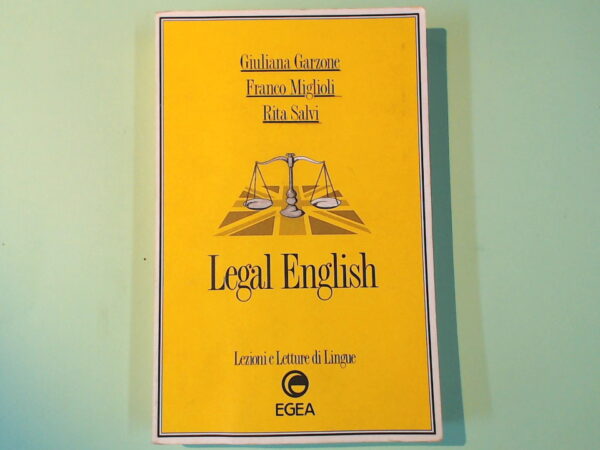 Giuliana Garzone
Franco Miglioli
Rita Salvi
Legal English
Lezioni e Letture di Lingue
EGEA